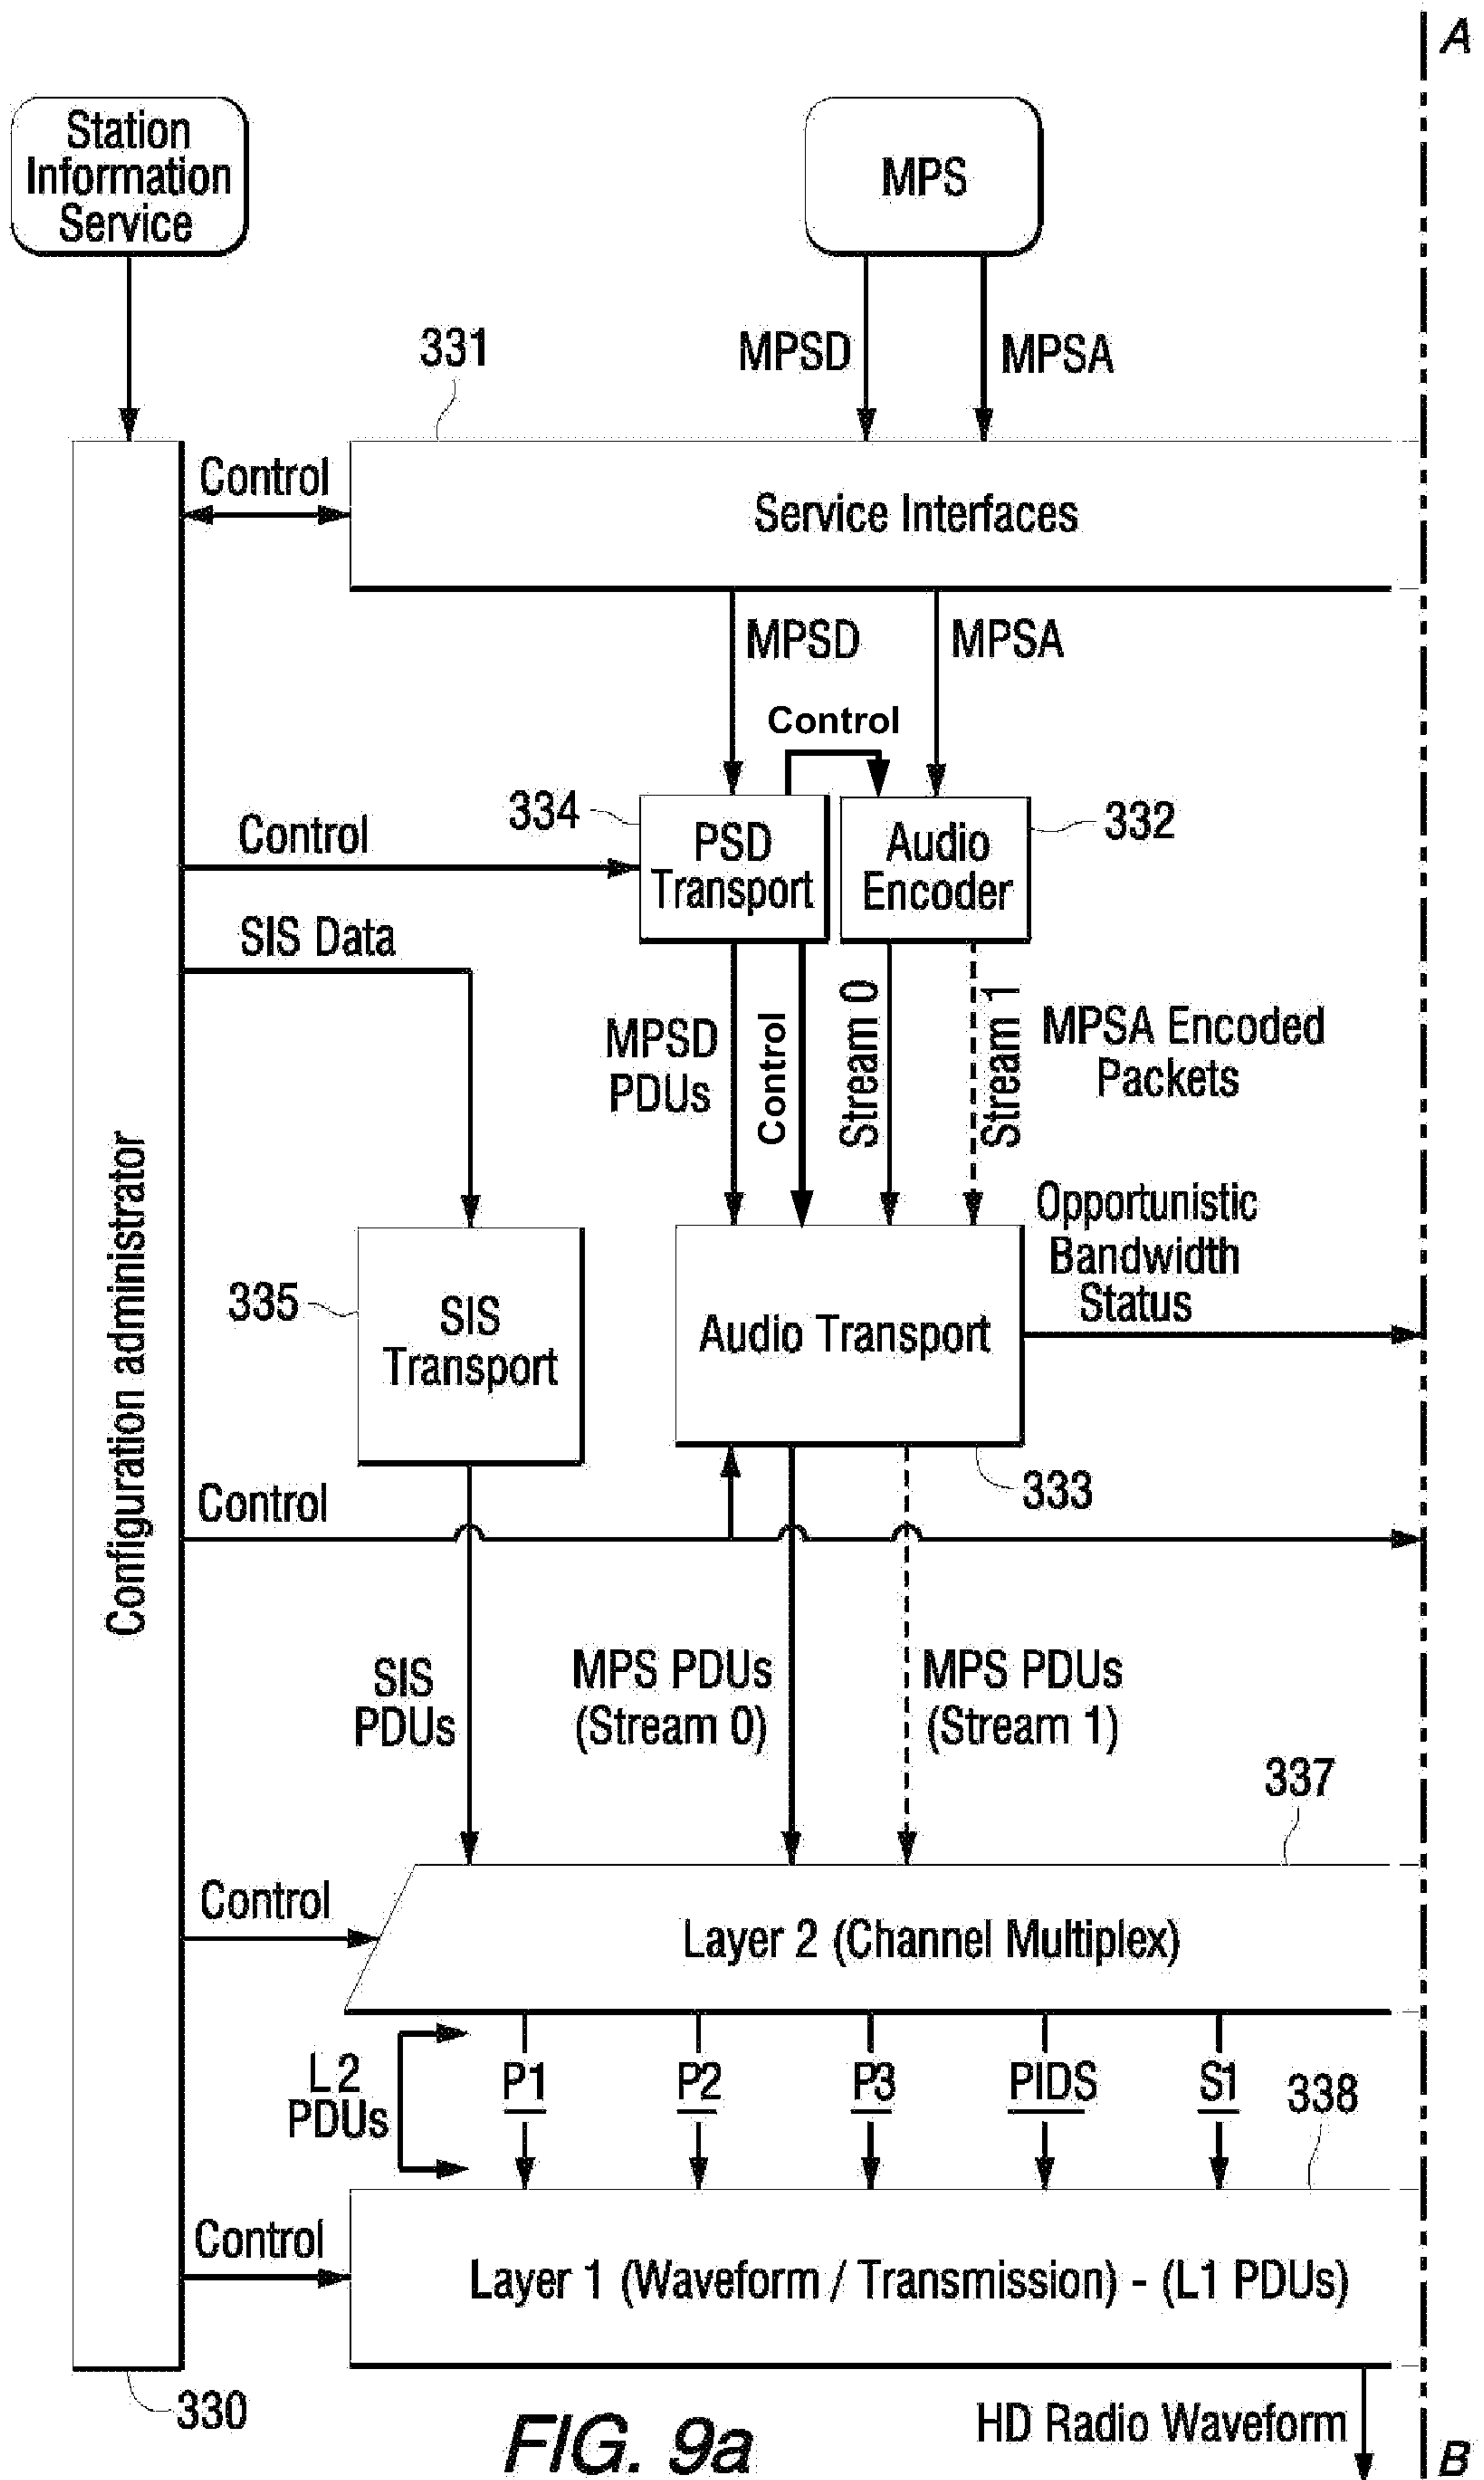 A
Station
Information
Service
MPS
331
MPSD
MPSA
Control
Service Interfaces
MPSD
MPSA
Control
334
332
Control
PSD
Transport
Audio
Encoder
SIS Data
MPSD
PDUs
Control
Stream 0
Stream 1
MPSA Encoded
Packets
Configuration administrator
Opportunistic
Bandwidth
Status
335
SIS
Transport
Audio Transport
333
Control
SIS
PDUs
MPS PDUs
(Stream 0)
MPS PDUs
(Stream 1)
337
Control
Layer 2 (Channel Multiplex)
L2
PDUs
P1
P2
P3
PIDS
S1
338
Control
Layer 1 (Waveform / Transmission) - (L1 PDUs)
330
HD Radio Waveform
FIG. 9a
B